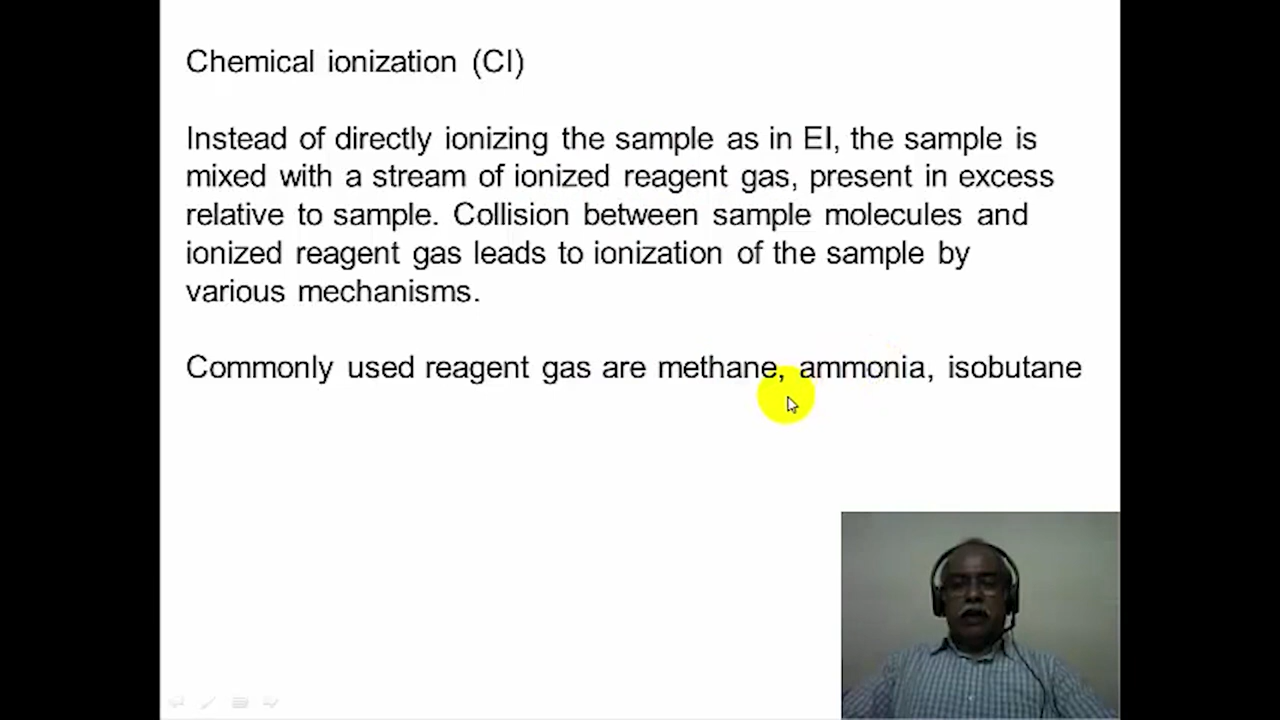 Chemical ionization (CI)
Instead of directly ionizing the sample as in EI, the sample is
mixed with a stream of ionized reagent gas, present in excess
relative to sample. Collision between sample molecules and
ionized reagent gas leads to ionization of the sample by
various mechanisms.
Commonly used reagent gas are methane, ammonia, isobutane